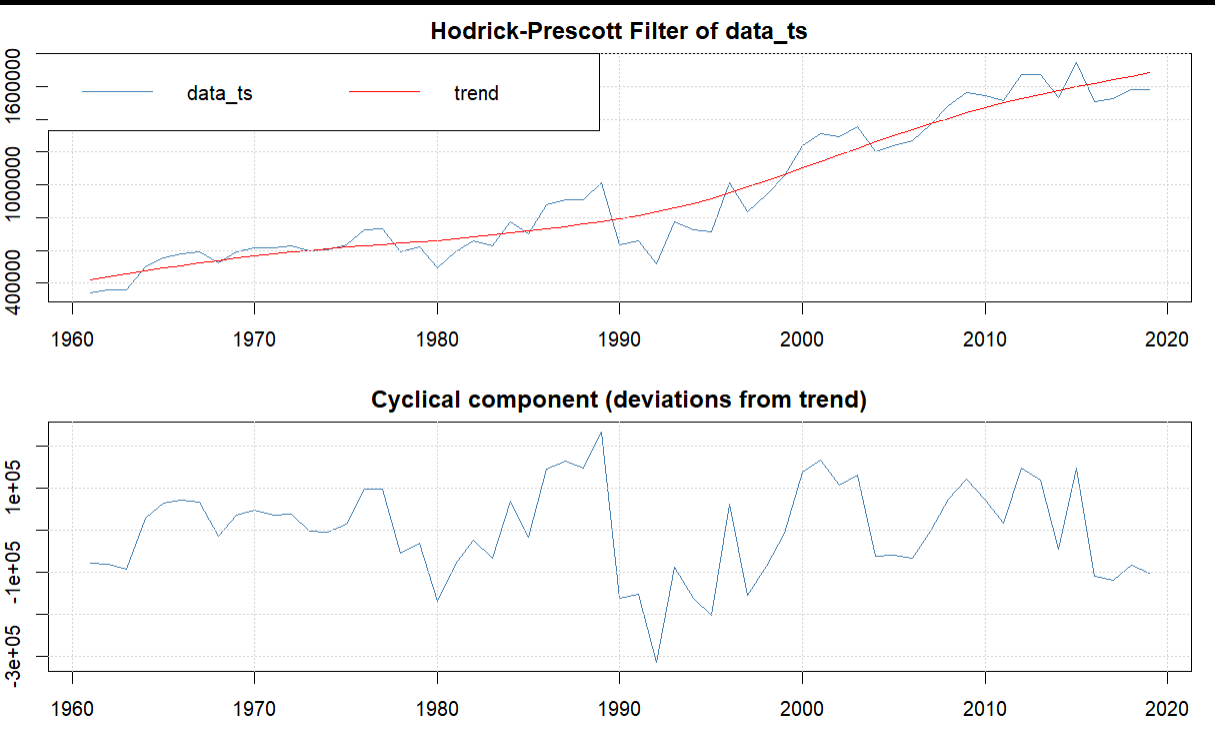 Hodrick-Prescott Filter of data_ts
data_ts trend
1600000
1000000
400000
1960 1970 1980 1990 2000 2010 2020
Cyclical component (deviations from trend)
1e+05
-1e+05
-3e+05
1960 1970 1980 1990 2000 2010 2020